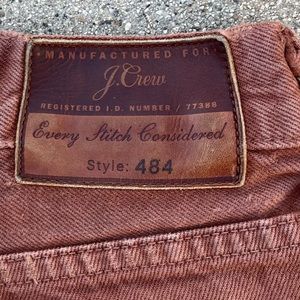 • MANUFACTURED FOR
J.Crew
REGISTERED I.D. NUMBER / 77388
Every Stitch Considered
Style: 484